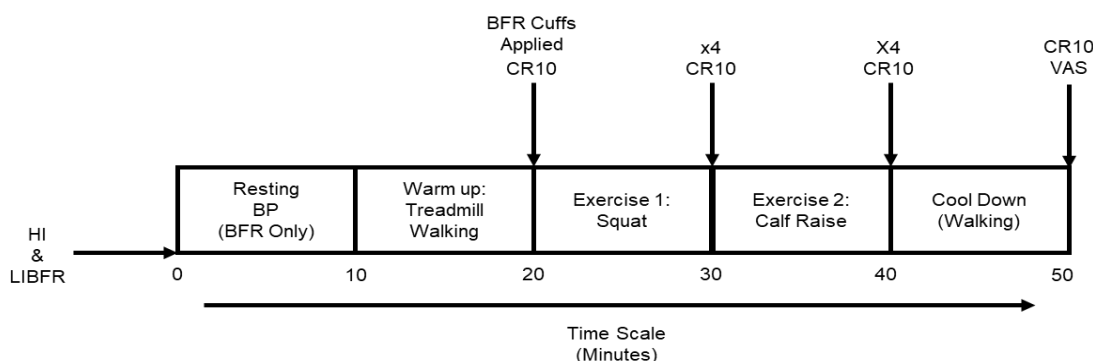 BFR Cuffs
Applied
CR10
x4
CR10
X4
CR10
CR10
VAS
Resting
BP
(BFR Only)
Warm up:
Treadmill
Walking
Exercise 1:
Squat
Exercise 2:
Calf Raise
Cool Down
(Walking)
HI
&
LIBFR
0
10
20
30
40
50
Time Scale
(Minutes)